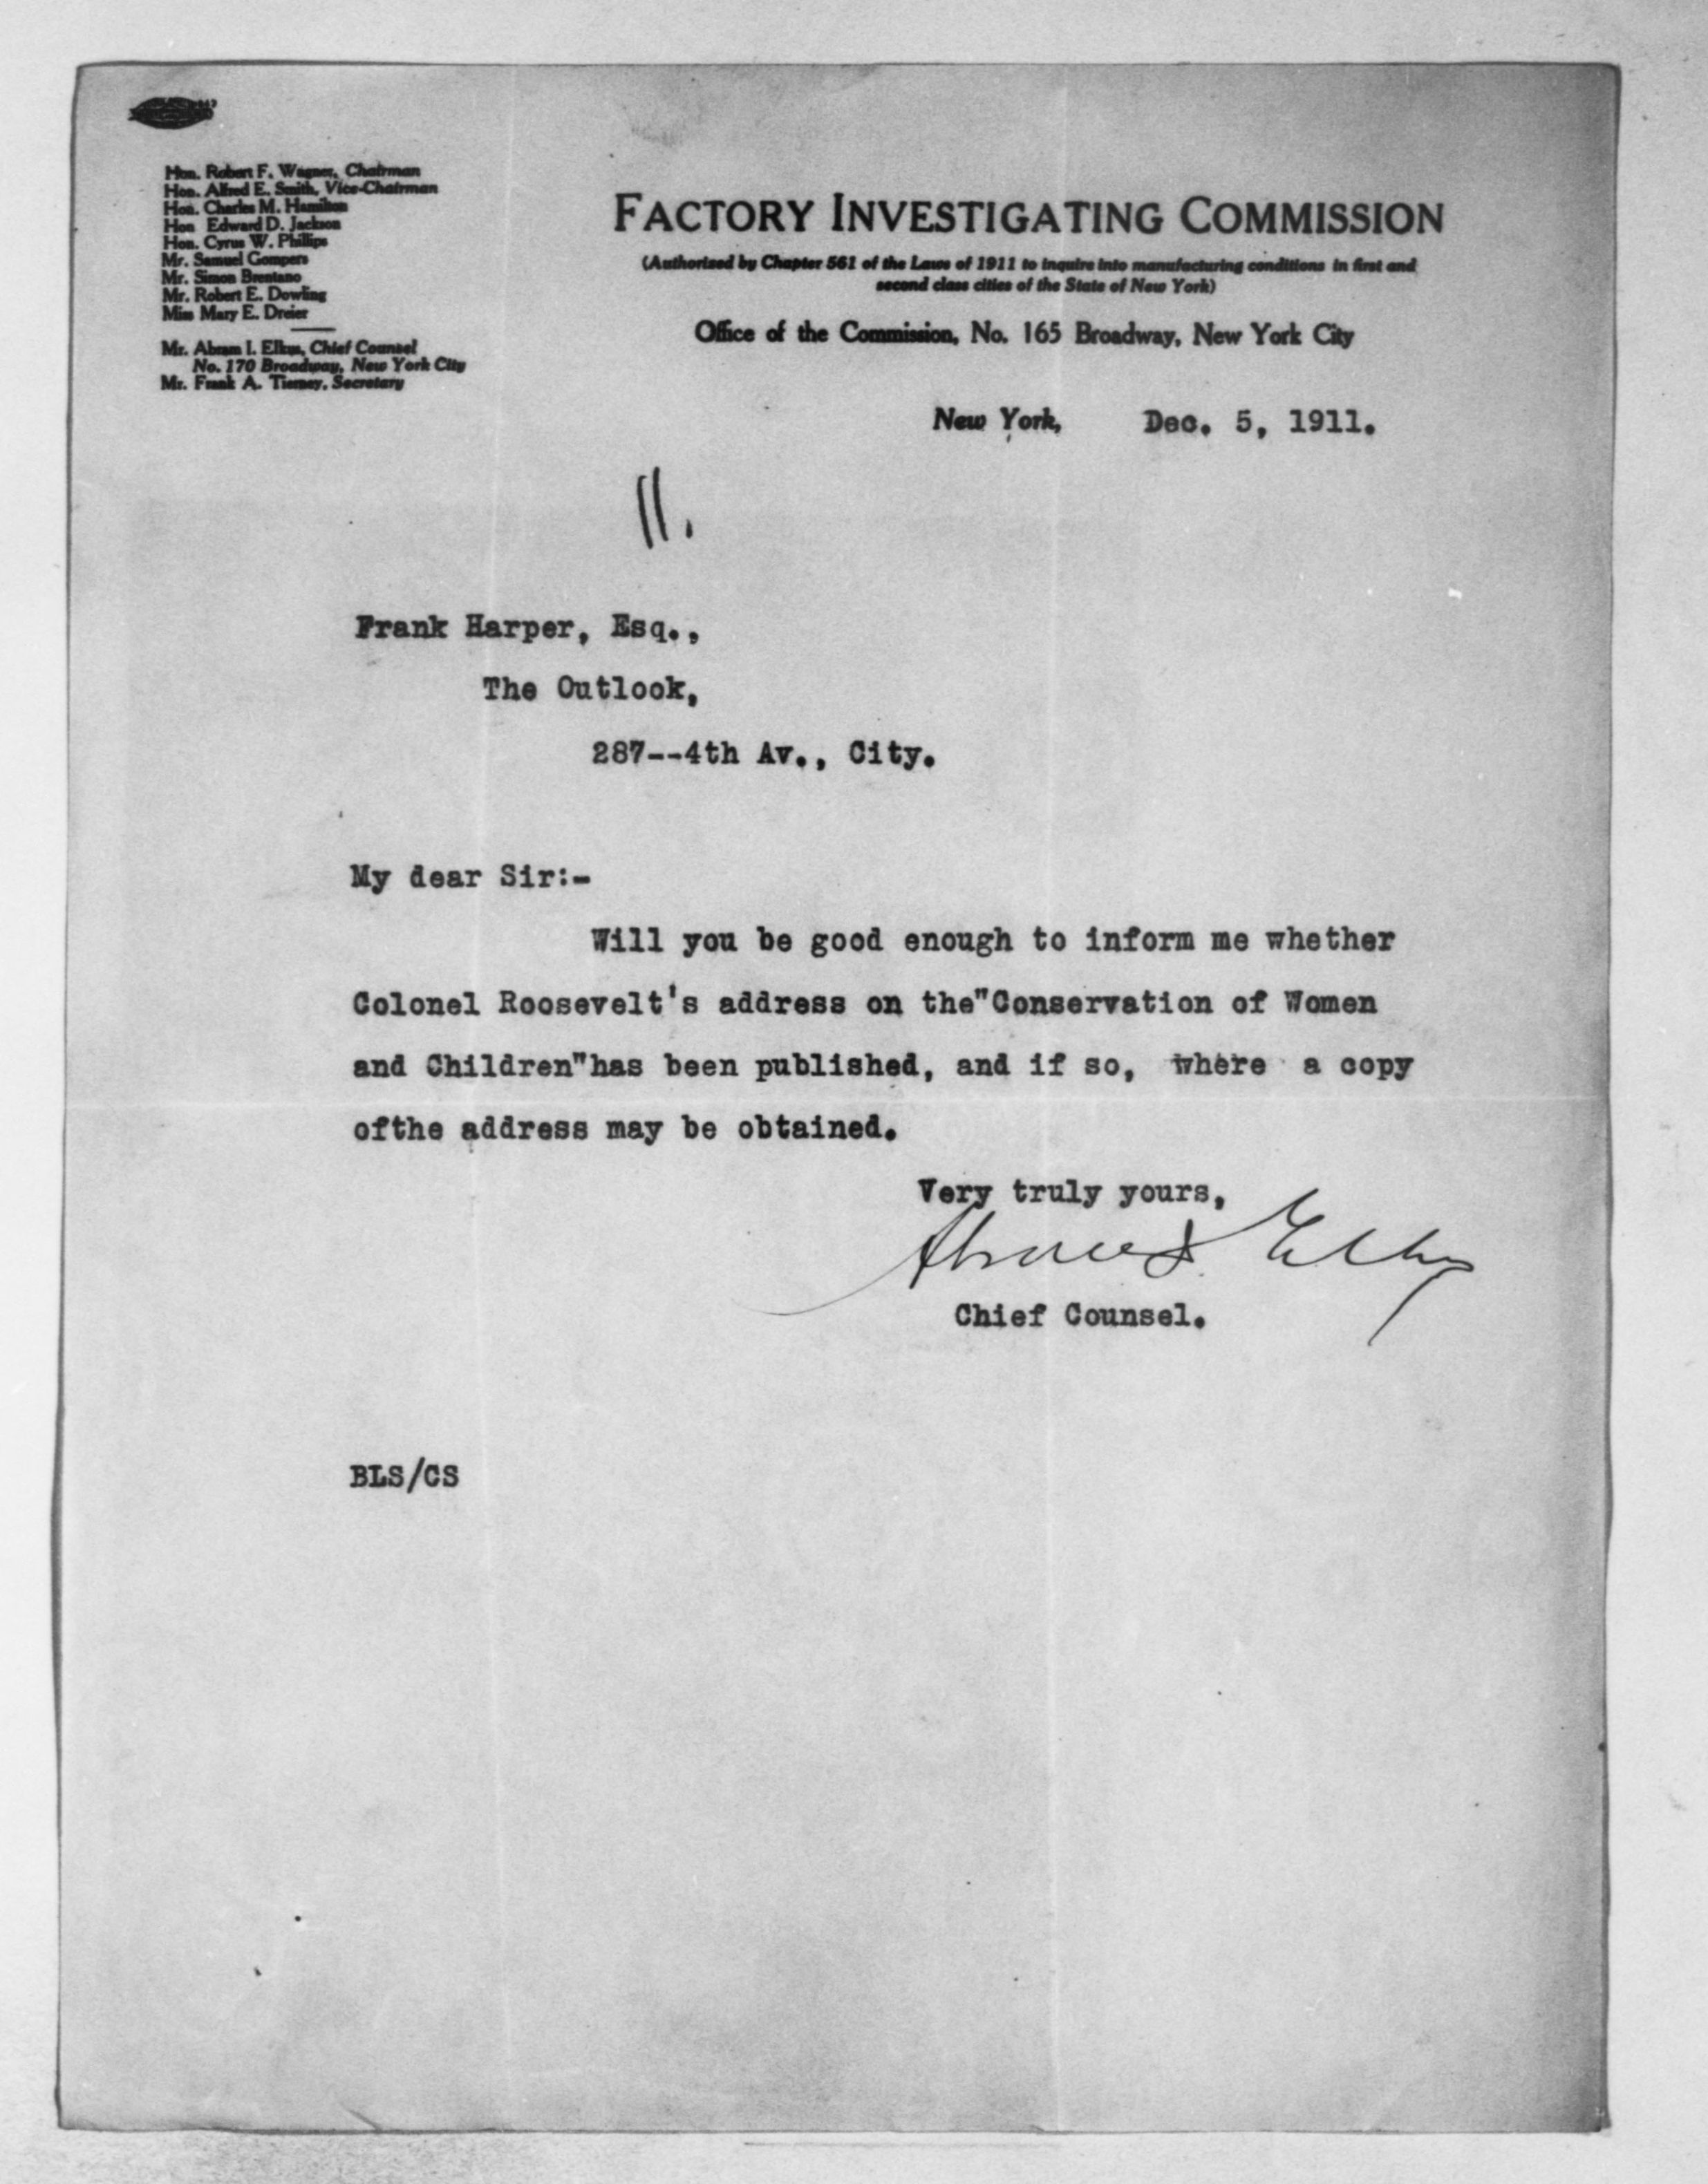 Hon. Robert F. Wagner, Chairman
Hon. Alfred E. Smith, Vice-Chairman
Hon. Charles M. Hamilton
Hon Edward D. Jackson
Hon. Cyrus W. Phillips
Mr. Samuel Gompers
Mr. Simon Brentano
Mr. Robert E. Dowling
Miss Mary E. Dreier
Mr. Abram I. Elkus, Chief Counsel
No. 170 Broadway, New York City
Mr. Frank A. Tierney, Secretary
FACTORY INVESTIGATING COMMISSION
(Authorized by Chapter 561 of the Laws of 1911 to inquire into manufacturing conditions in first and
second class cities of the State of New York)
Office of the Commission, No. 165 Broadway, New York City
New York, Dec. 5, 1911.
11.
Frank Harper, Esq.,
The Outlook,
287--4th Av., City.
My dear Sir:-
Will you be good enough to inform me whether
Colonel Roosevelt's address on the"Conservation of Women
and Children"has been published, and if so, where a copy
ofthe address may be obtained.
Very truly yours,
Abram I. Elkus
Chief Counsel.
BLS/CS